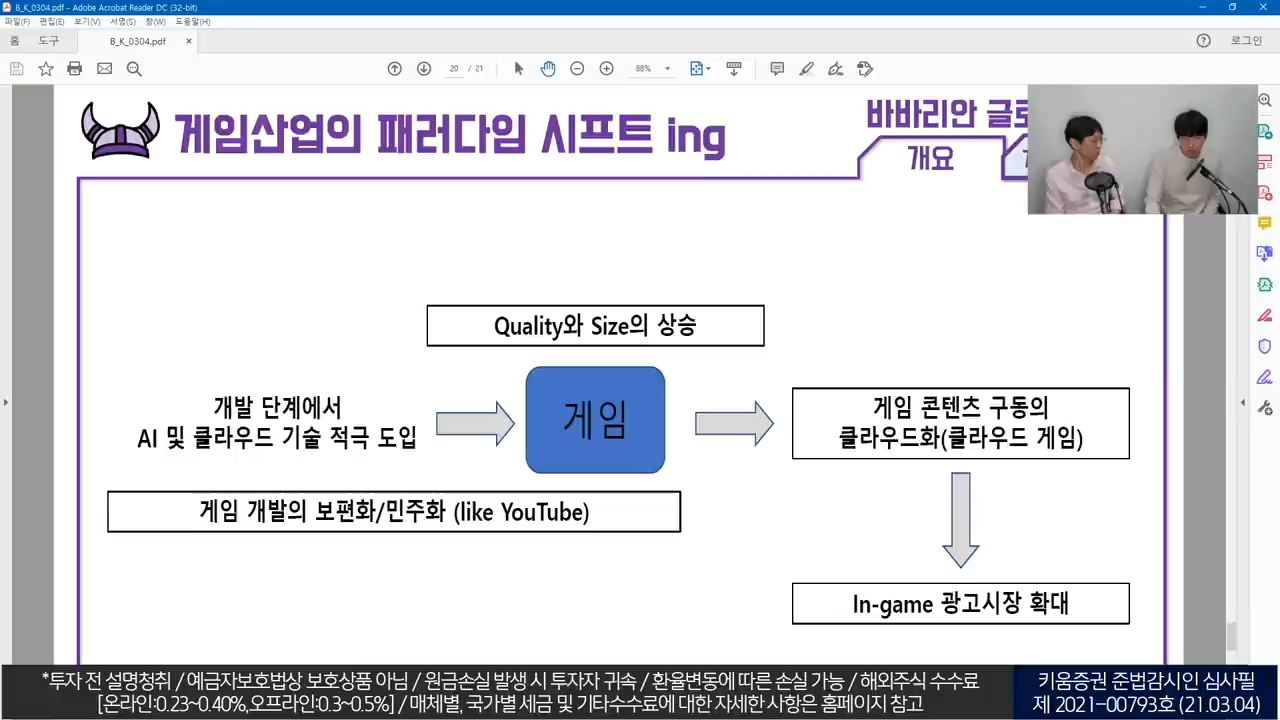 B_K_0304.pdf - Adobe Acrobat Reader DC (32-bit)
파일(F) 편집(E) 보기(V) 서명(S) 창(W) 도움말(H)
홈 도구 B_K_0304.pdf × 로그인
20 / 21 88%
게임산업의 패러다임 시프트 ing
바바리안
개요
Quality와 Size의 상승
개발 단계에서
AI 및 클라우드 기술 적극 도입
게임
게임 콘텐츠 구동의
클라우드화(클라우드 게임)
게임 개발의 보편화/민주화 (like YouTube)
In-game 광고시장 확대
*투자 전 설명청취 / 예금자보호법상 보호상품 아님 / 원금손실 발생 시 투자자 귀속 / 환율변동에 따른 손실 가능 / 해외주식 수수료
[온라인:0.23~0.40%,오프라인:0.3~0.5%] / 매체별, 국가별 세금 및 기타수수료에 대한 자세한 사항은 홈페이지 참고
키움증권 준법감시인 심사필
제 2021-00793호 (21.03.04)